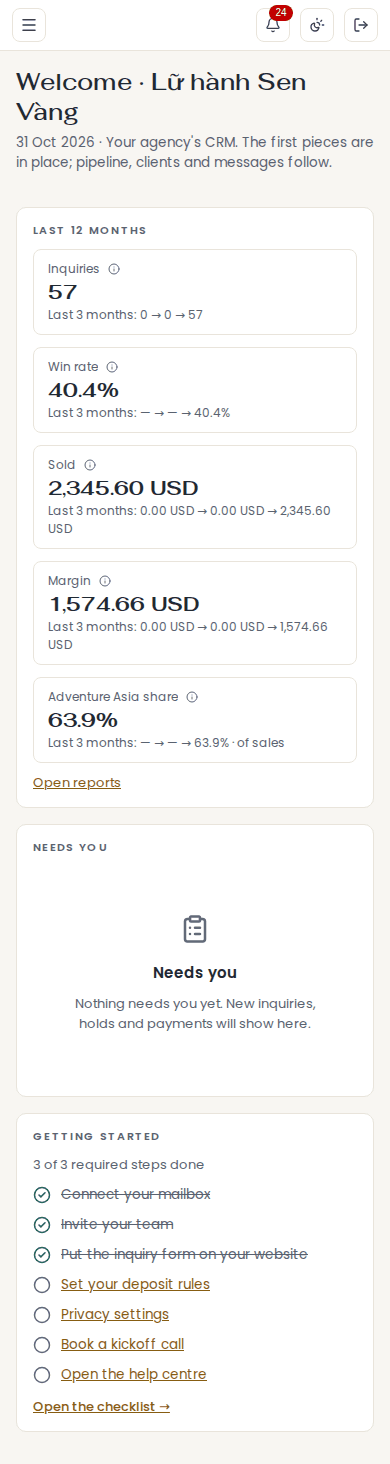 24
Welcome · Lữ hành Sen
Vàng
31 Oct 2026 · Your agency's CRM. The first pieces are
in place; pipeline, clients and messages follow.
LAST 12 MONTHS
Inquiries
57
Last 3 months: 0 → 0 → 57
Win rate
40.4%
Last 3 months: — → — → 40.4%
Sold
2,345.60 USD
Last 3 months: 0.00 USD → 0.00 USD → 2,345.60
USD
Margin
1,574.66 USD
Last 3 months: 0.00 USD → 0.00 USD → 1,574.66
USD
Adventure Asia share
63.9%
Last 3 months: — → — → 63.9% · of sales
Open reports
NEEDS YOU
Needs you
Nothing needs you yet. New inquiries,
holds and payments will show here.
GETTING STARTED
3 of 3 required steps done
Connect your mailbox
Invite your team
Put the inquiry form on your website
Set your deposit rules
Privacy settings
Book a kickoff call
Open the help centre
Open the checklist →